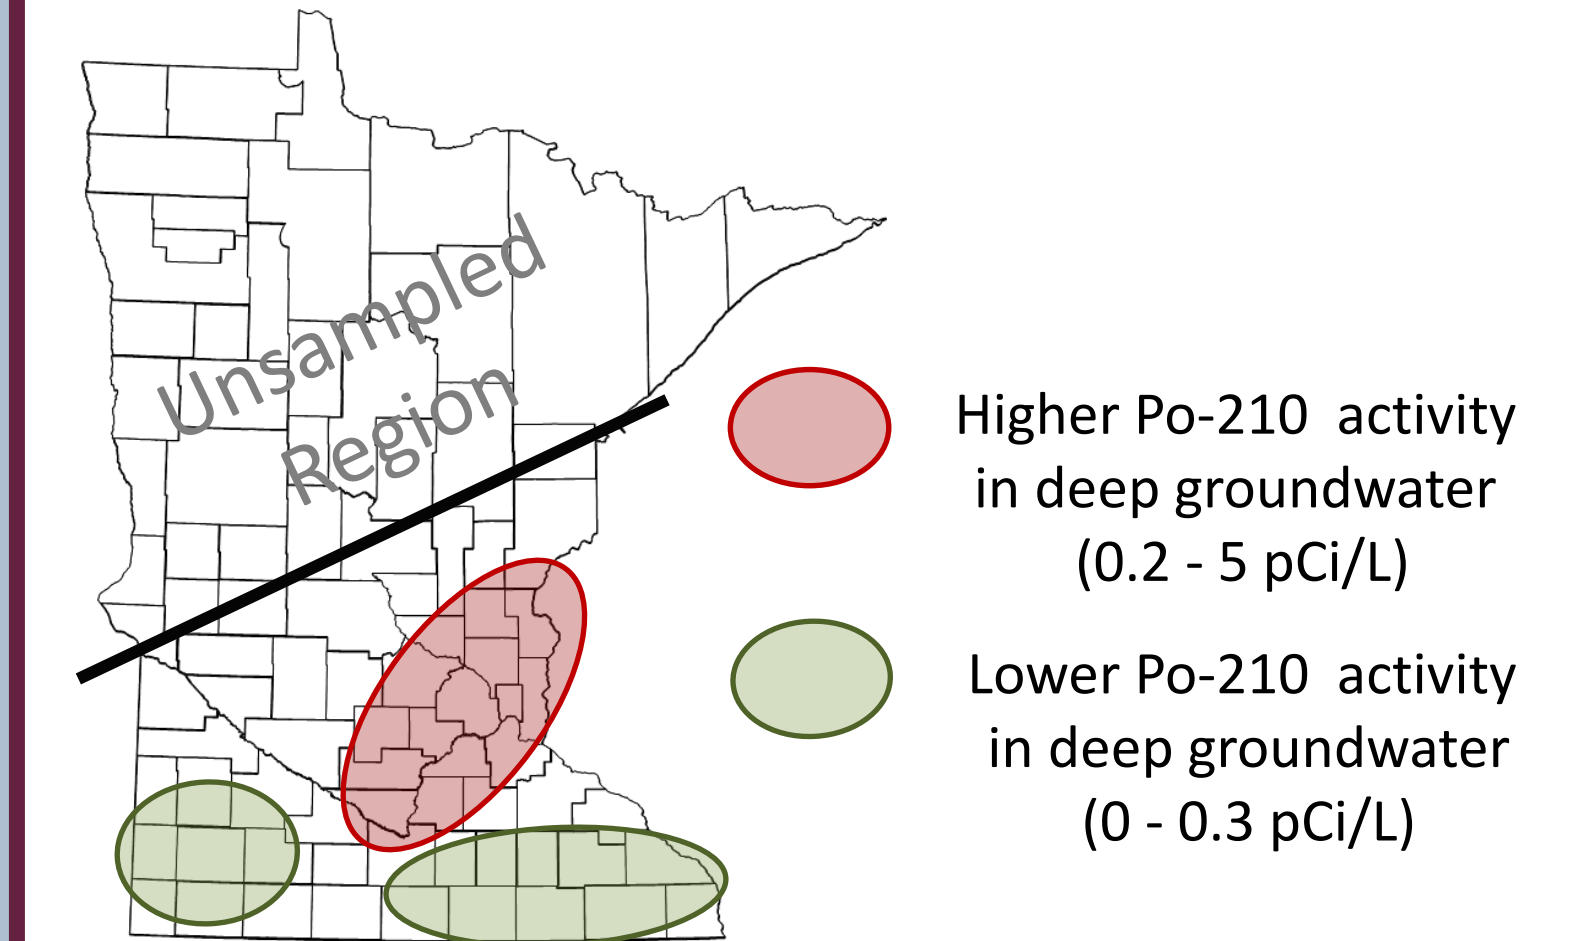 Unsampled
Region
Higher Po-210 activity
in deep groundwater
(0.2 - 5 pCi/L)
Lower Po-210 activity
in deep groundwater
(0 - 0.3 pCi/L)